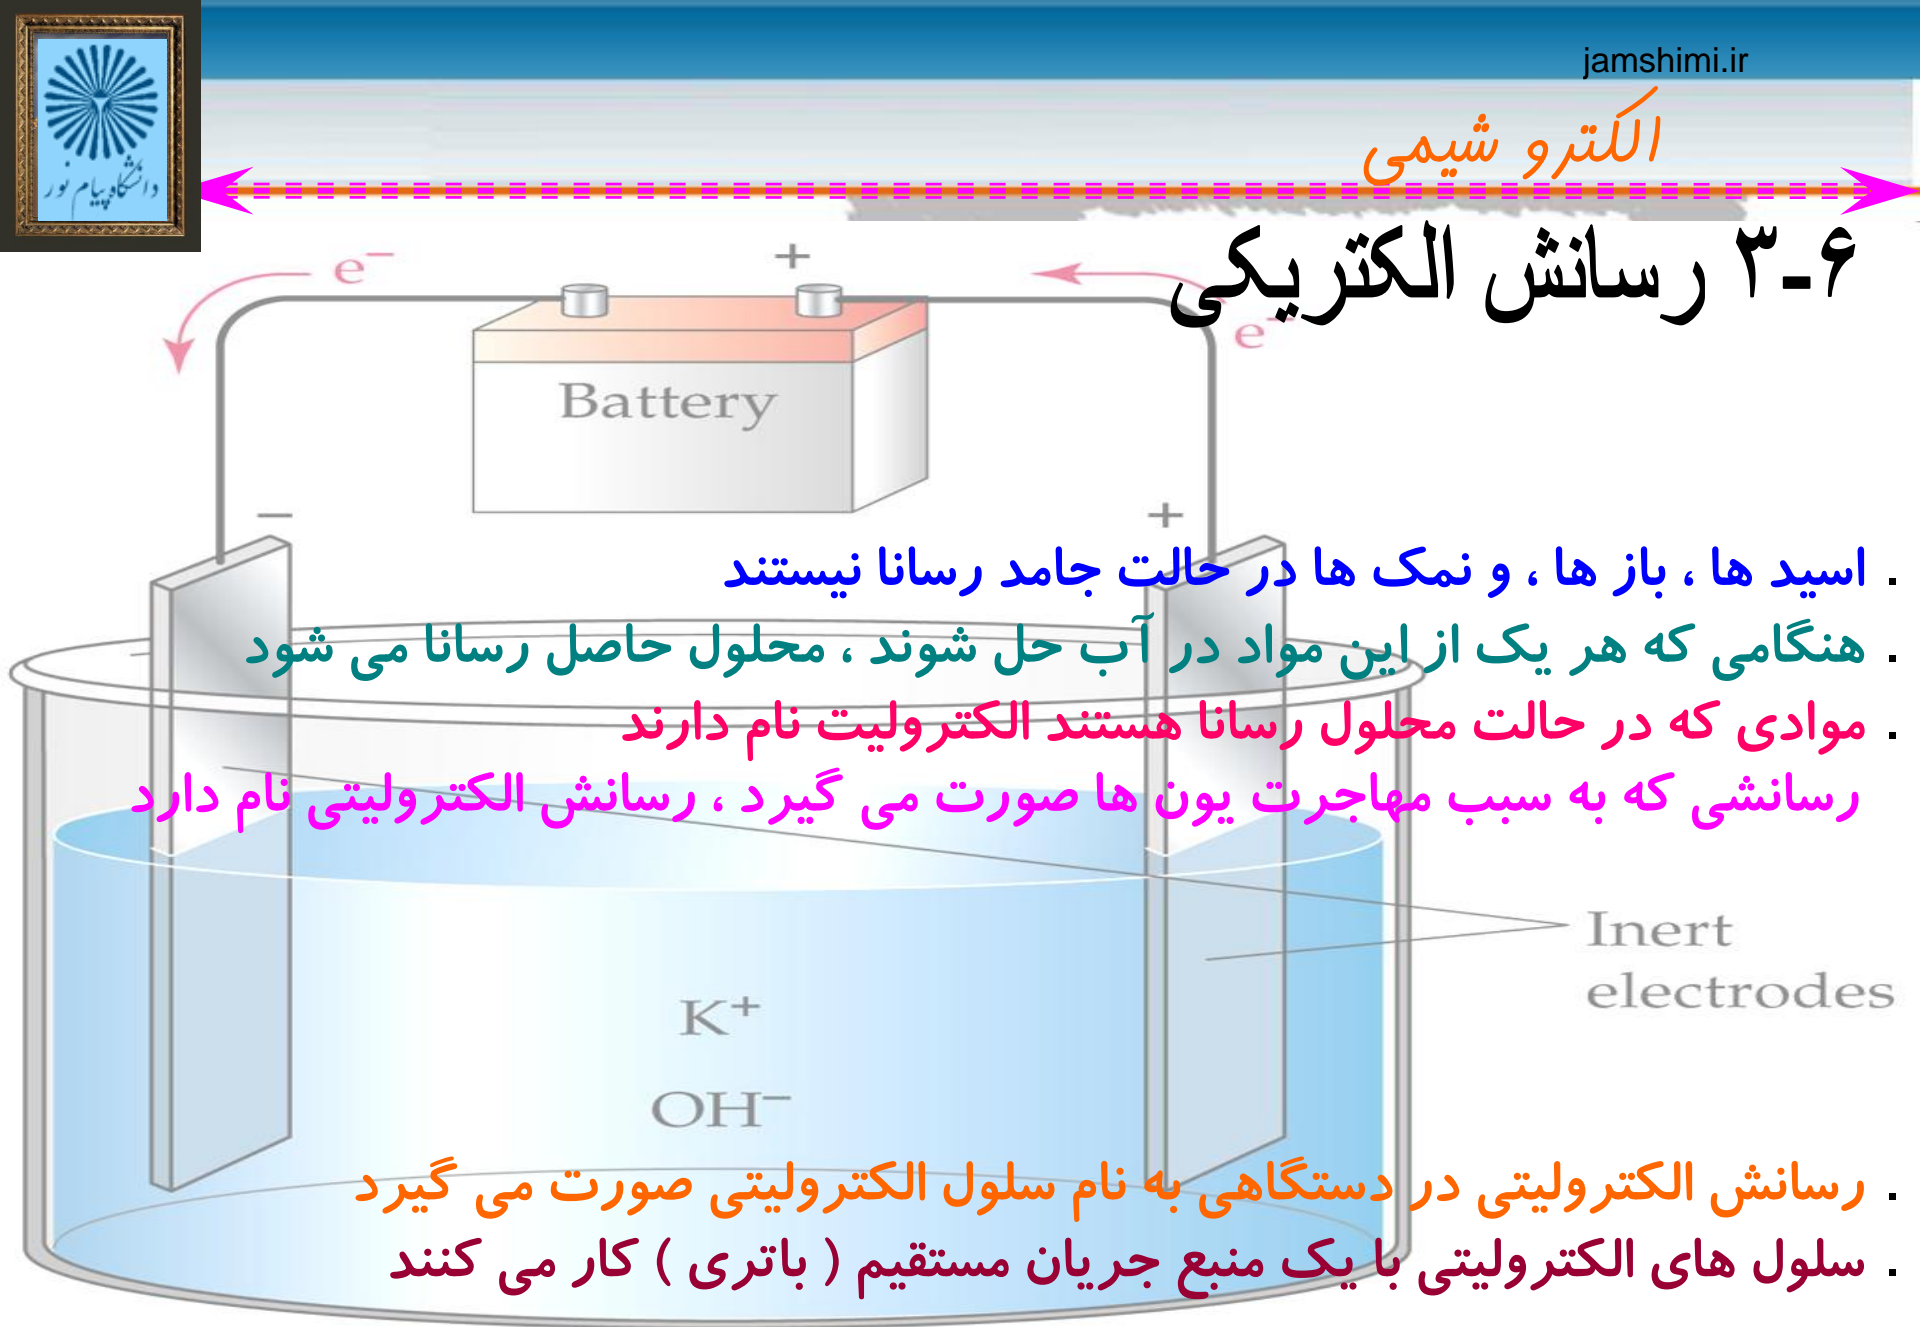 jamshimi.ir
الکترو شیمی
دانشگاه پیام نور
۳-۶ رسانش الکتریکی
e⁻
+
e⁻
Battery
−
+
. اسید ها ، باز ها ، و نمک ها در حالت جامد رسانا نیستند
. هنگامی که هر یک از این مواد در آب حل شوند ، محلول حاصل رسانا می شود
. موادی که در حالت محلول رسانا هستند الکترولیت نام دارند
رسانشی که به سبب مهاجرت یون ها صورت می گیرد ، رسانش الکترولیتی نام دارد
Inert
electrodes
K⁺
OH⁻
. رسانش الکترولیتی در دستگاهی به نام سلول الکترولیتی صورت می گیرد
. سلول های الکترولیتی با یک منبع جریان مستقیم ( باتری ) کار می کنند